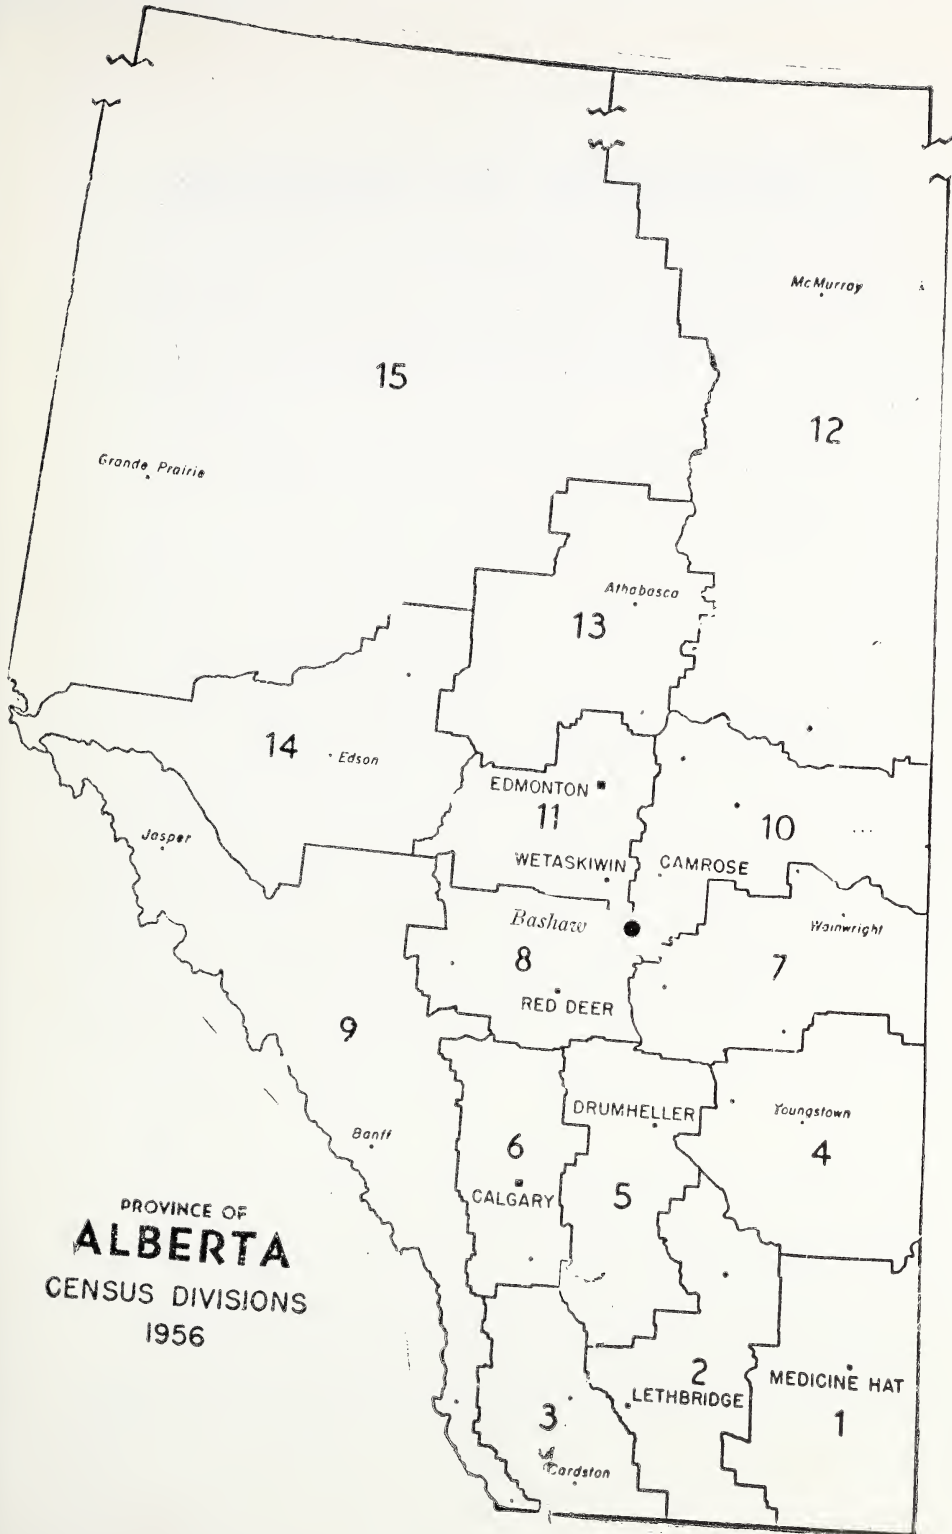 McMurray
15
12
Grande Prairie
Athabasca
13
14
Edson
EDMONTON
11
10
Jasper
WETASKIWIN
CAMROSE
Bashaw
Wainwright
8
7
RED DEER
9
DRUMHELLER
Youngstown
Banff
6
4
CALGARY
5
PROVINCE OF
ALBERTA
CENSUS DIVISIONS
1956
2
MEDICINE HAT
LETHBRIDGE
3
1
Cardston